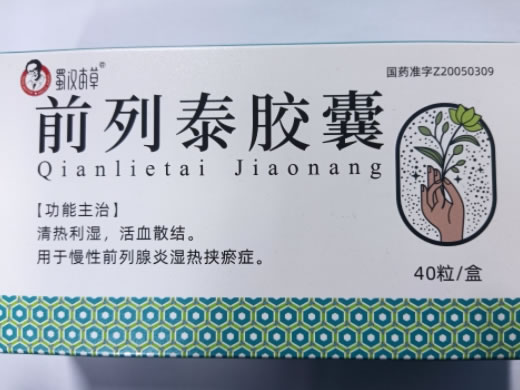 蜀汉本草®
国药准字Z20050309
前列泰胶囊
Qianlietai Jiaonang
【功能主治】
清热利湿，活血散结。
用于慢性前列腺炎湿热挟瘀症。
40粒/盒